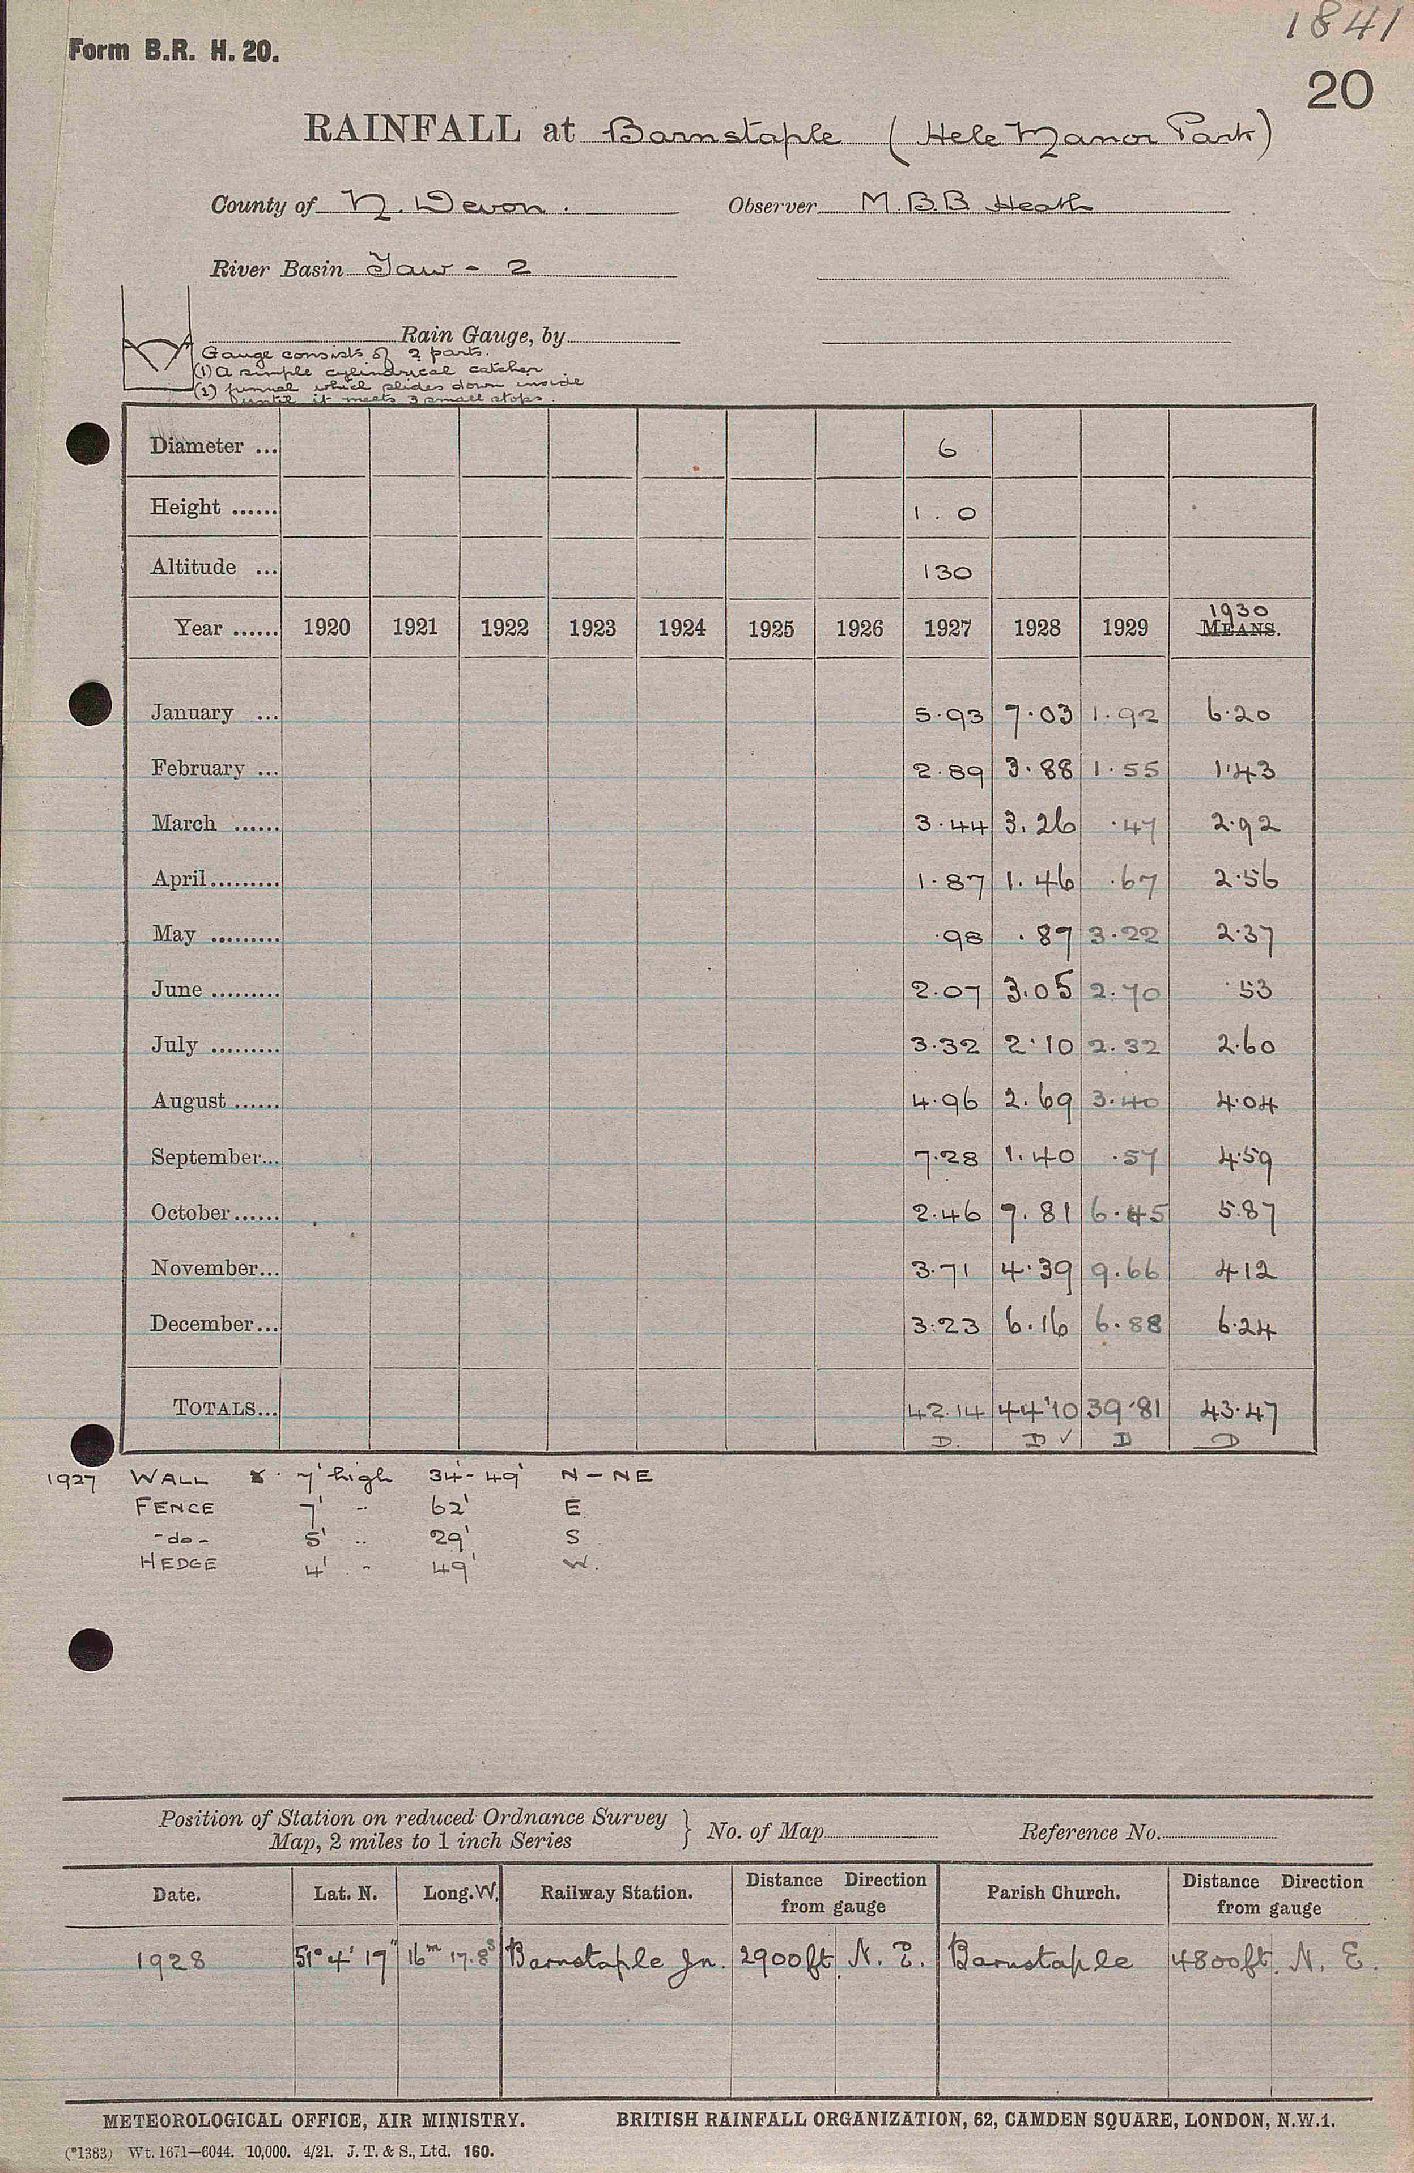 1841
Form B.R. H. 20.
20
RAINFALL at Barnstaple (Hele Manor Park)
County of N. Devon. Observer M.B.B. Heath
River Basin Taw - 2
Rain Gauge, by
Gauge consists of 2 parts.
(1) A simple cylindrical catcher
(2) funnel which slides down inside
until it meets 3 small stops.
Diameter ... 6
Height ...... 1.0
Altitude ... 130
1930
Year ...... 1920 1921 1922 1923 1924 1925 1926 1927 1928 1929 MEANS.
January ... 5.93 7.03 1.92 6.20
February ... 2.89 3.88 1.55 1.43
March ...... 3.44 3.26 .47 2.92
April......... 1.87 1.46 .67 2.56
May ......... .98 .87 3.22 2.37
June ......... 2.07 3.05 2.70 .53
July ......... 3.32 2.10 2.32 2.60
August ...... 4.96 2.69 3.40 4.04
September... 7.28 1.40 .57 4.59
October...... 2.46 7.81 6.45 5.87
November... 3.71 4.39 9.66 4.12
December... 3.23 6.16 6.88 6.24
TOTALS... 42.14 44.10 39.81 43.47
D. D ✓ D D
1927 WALL 7' high 34'-49' N - NE
FENCE 7' .. 62' E
-do- 5' .. 29' S
HEDGE 4' .. 49' W.
Position of Station on reduced Ordnance Survey
Map, 2 miles to 1 inch Series } No. of Map Reference No.
Date. Lat. N. Long. W. Railway Station. Distance Direction from gauge Parish Church. Distance Direction from gauge
1928 51° 4' 17" 16m 17.8s Barnstaple Jn. 2900ft N. E. Barnstaple 4800ft. N. E.
METEOROLOGICAL OFFICE, AIR MINISTRY. BRITISH RAINFALL ORGANIZATION, 62, CAMDEN SQUARE, LONDON, N.W.1.
(*1383) Wt. 1671—6044. 10,000. 4/21. J. T. & S., Ltd. 160.